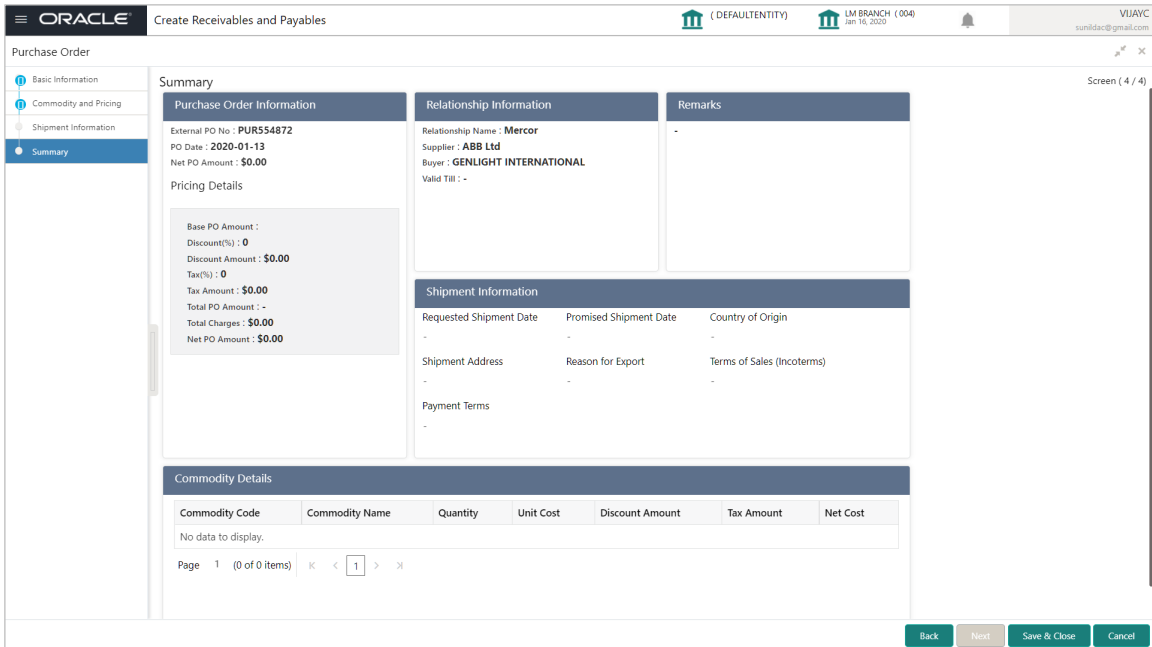 ORACLE
Create Receivables and Payables
( DEFAULTENTITY)
LM BRANCH ( 004)
Jan 16, 2020
VIJAYC
sunildac@gmail.com
Purchase Order
Basic Information
Commodity and Pricing
Shipment Information
Summary
Summary
Screen ( 4 / 4)
Purchase Order Information
External PO No : PUR554872
PO Date : 2020-01-13
Net PO Amount : $0.00
Pricing Details
Base PO Amount :
Discount(%) : 0
Discount Amount : $0.00
Tax(%) : 0
Tax Amount : $0.00
Total PO Amount : -
Total Charges : $0.00
Net PO Amount : $0.00
Relationship Information
Relationship Name : Mercor
Supplier : ABB Ltd
Buyer : GENLIGHT INTERNATIONAL
Valid Till : -
Remarks
-
Shipment Information
Requested Shipment Date Promised Shipment Date Country of Origin
- - -
Shipment Address Reason for Export Terms of Sales (Incoterms)
- - -
Payment Terms
-
Commodity Details
Commodity Code Commodity Name Quantity Unit Cost Discount Amount Tax Amount Net Cost
No data to display.
Page 1 (0 of 0 items) 1
Back Next Save & Close Cancel